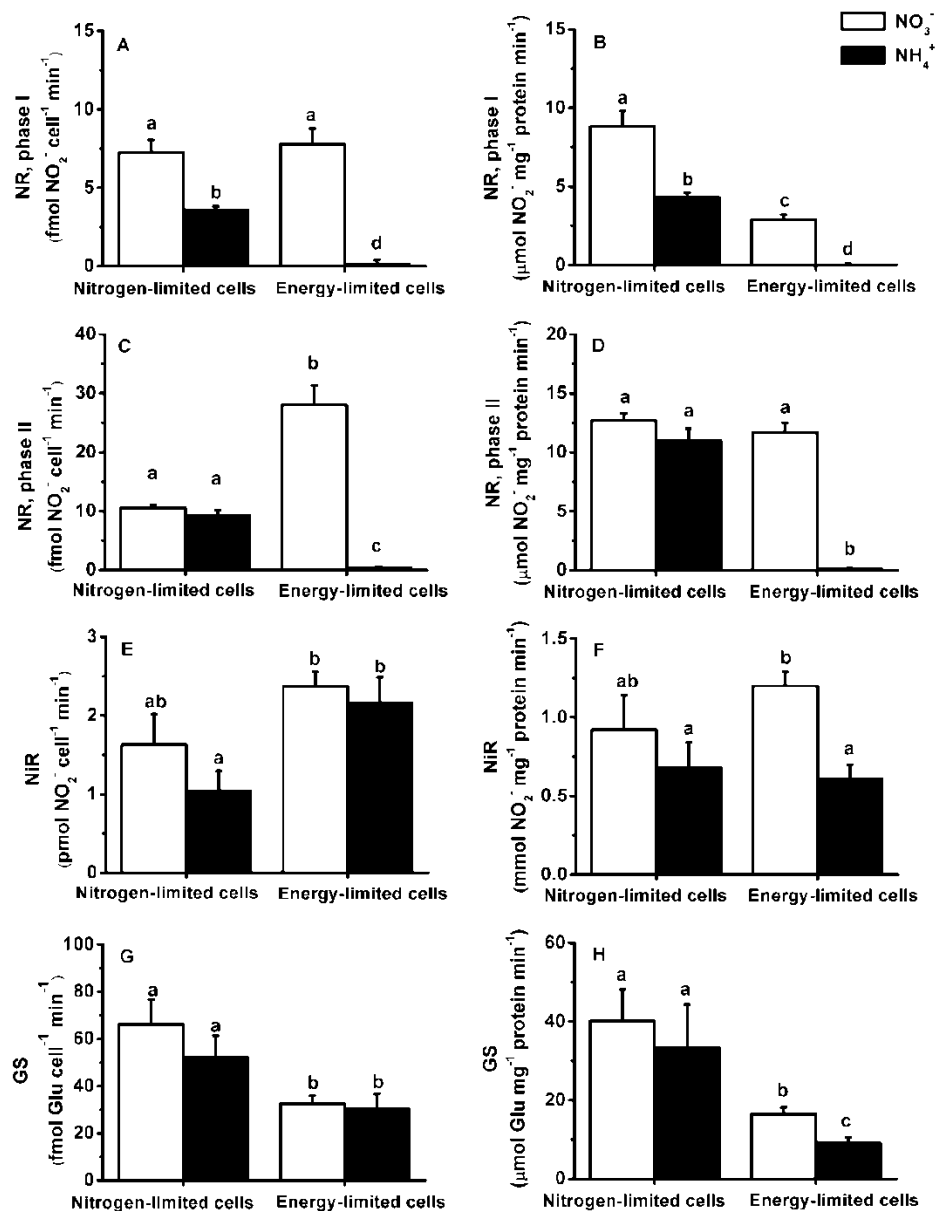 NO₃⁻
NH₄⁺
A
NR, phase I
(fmol NO₂⁻ cell⁻¹ min⁻¹)
15
10
5
0
a
b
a
d
Nitrogen-limited cells
Energy-limited cells
B
NR, phase I
(µmol NO₂⁻ mg⁻¹ protein min⁻¹)
15
10
5
0
a
b
c
d
Nitrogen-limited cells
Energy-limited cells
C
NR, phase II
(fmol NO₂⁻ cell⁻¹ min⁻¹)
40
30
20
10
0
a
a
b
c
Nitrogen-limited cells
Energy-limited cells
D
NR, phase II
(µmol NO₂⁻ mg⁻¹ protein min⁻¹)
20
15
10
5
0
a
a
a
b
Nitrogen-limited cells
Energy-limited cells
E
NiR
(pmol NO₂⁻ cell⁻¹ min⁻¹)
3
2
1
0
ab
a
b
b
Nitrogen-limited cells
Energy-limited cells
F
NiR
(mmol NO₂⁻ mg⁻¹ protein min⁻¹)
1.5
1.0
0.5
0.0
ab
a
b
a
Nitrogen-limited cells
Energy-limited cells
G
GS
(fmol Glu cell⁻¹ min⁻¹)
100
80
60
40
20
0
a
a
b
b
Nitrogen-limited cells
Energy-limited cells
H
GS
(µmol Glu mg⁻¹ protein min⁻¹)
60
40
20
0
a
a
b
c
Nitrogen-limited cells
Energy-limited cells